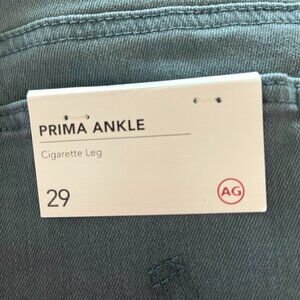 PRIMA ANKLE
Cigarette Leg
29
AG